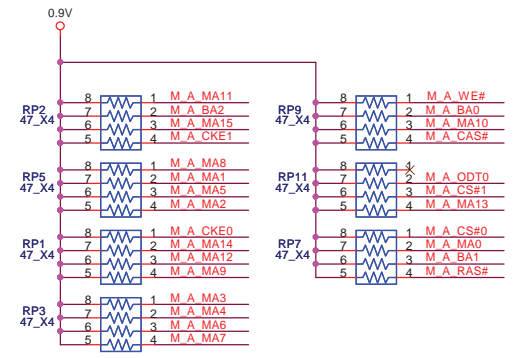 0.9V
RP2
47_X4
8 1 M_A_MA11
7 2 M_A_BA2
6 3 M_A_MA15
5 4 M_A_CKE1
RP5
47_X4
8 1 M_A_MA8
7 2 M_A_MA1
6 3 M_A_MA5
5 4 M_A_MA2
RP1
47_X4
8 1 M_A_CKE0
7 2 M_A_MA14
6 3 M_A_MA12
5 4 M_A_MA9
RP3
47_X4
8 1 M_A_MA3
7 2 M_A_MA4
6 3 M_A_MA6
5 4 M_A_MA7
RP9
47_X4
8 1 M_A_WE#
7 2 M_A_BA0
6 3 M_A_MA10
5 4 M_A_CAS#
RP11
47_X4
8 1
7 2 M_A_ODT0
6 3 M_A_CS#1
5 4 M_A_MA13
RP7
47_X4
8 1 M_A_CS#0
7 2 M_A_MA0
6 3 M_A_BA1
5 4 M_A_RAS#